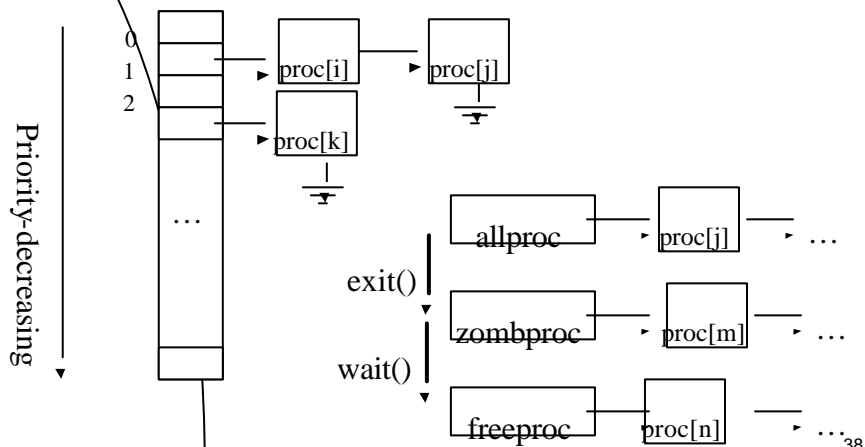 0
1
2
proc[i]
proc[j]
proc[k]
Priority-decreasing
…
allproc
proc[j]
…
exit()
zombproc
proc[m]
…
wait()
freeproc
proc[n]
…
38